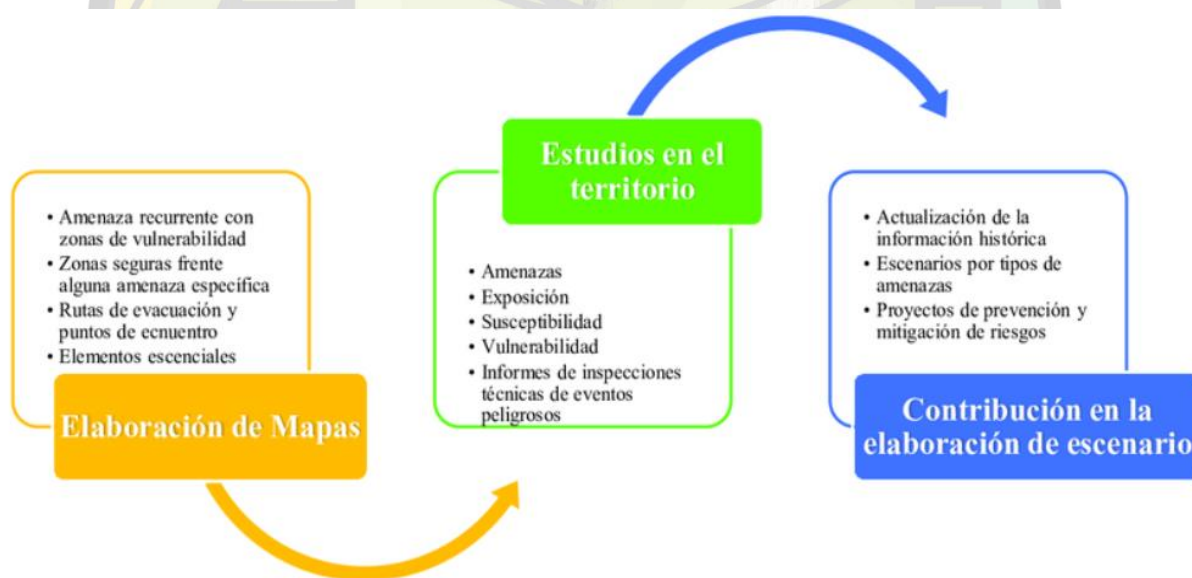 • Amenaza recurrente con
zonas de vulnerabilidad
• Zonas seguras frente
alguna amenaza específica
• Rutas de evacuación y
puntos de ecnuentro
• Elementos escenciales
Elaboración de Mapas
Estudios en el
territorio
• Amenazas
• Exposición
• Susceptibilidad
• Vulnerabilidad
• Informes de inspecciones
técnicas de eventos
peligrosos
• Actualización de la
información histórica
• Escenarios por tipos de
amenazas
• Proyectos de prevención y
mitigación de riesgos
Contribución en la
elaboración de escenario